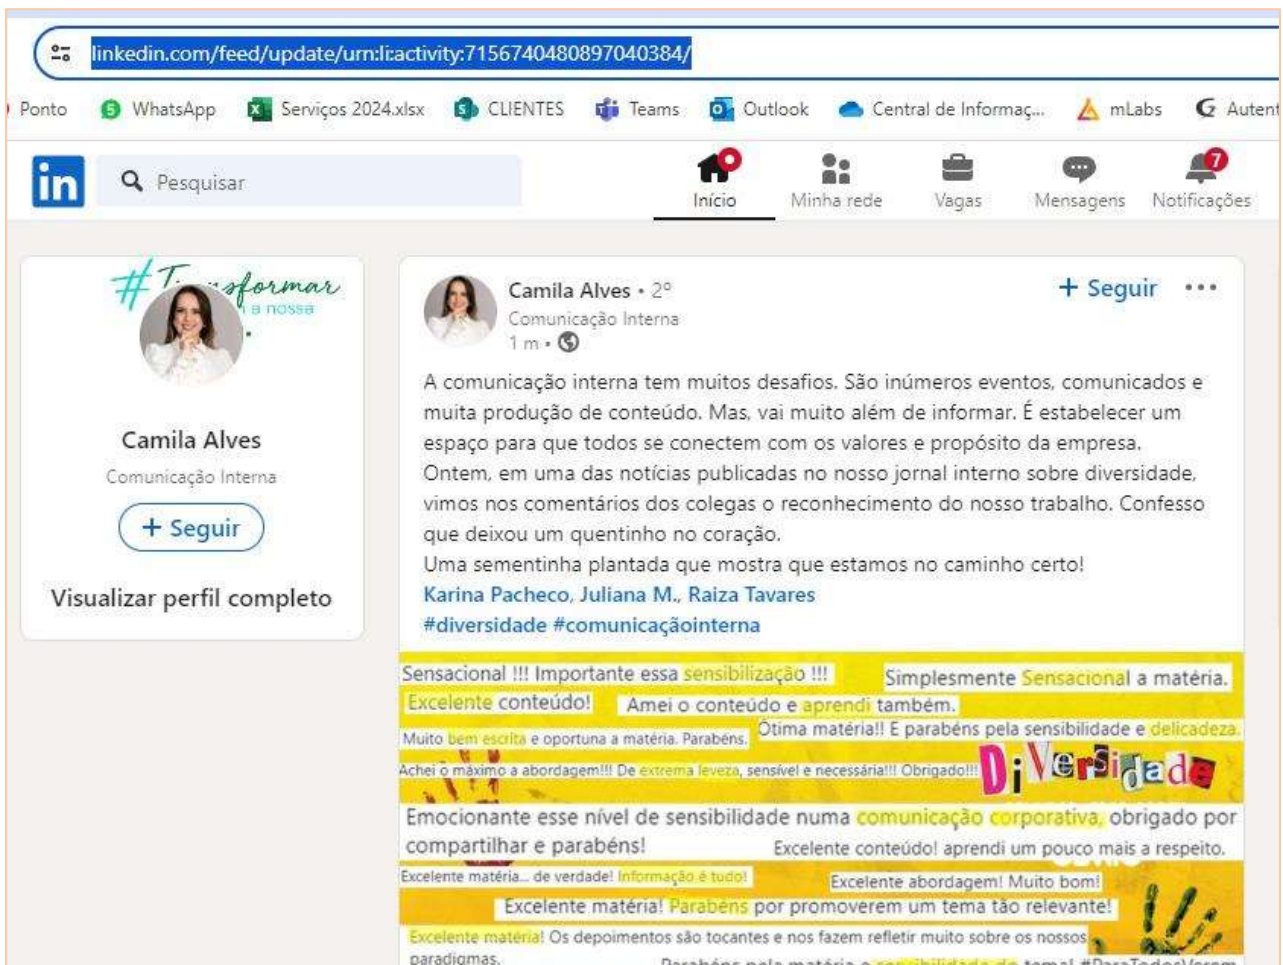 linkedin.com/feed/update/urn:li:activity:7156740480897040384/
Ponto WhatsApp Serviços 2024.xlsx CLIENTES Teams Outlook Central de Informaç... mLabs Autent
in Pesquisar
Início Minha rede Vagas Mensagens 7 Notificações
#Transformar
a nossa
Camila Alves
Comunicação Interna
+ Seguir
Visualizar perfil completo
Camila Alves • 2º + Seguir •••
Comunicação Interna
1 m •
A comunicação interna tem muitos desafios. São inúmeros eventos, comunicados e
muita produção de conteúdo. Mas, vai muito além de informar. É estabelecer um
espaço para que todos se conectem com os valores e propósito da empresa.
Ontem, em uma das notícias publicadas no nosso jornal interno sobre diversidade,
vimos nos comentários dos colegas o reconhecimento do nosso trabalho. Confesso
que deixou um quentinho no coração.
Uma sementinha plantada que mostra que estamos no caminho certo!
Karina Pacheco, Juliana M., Raiza Tavares
#diversidade #comunicaçãointerna
Sensacional !!! Importante essa sensibilização !!!
Simplesmente Sensacional a matéria.
Excelente conteúdo!
Amei o conteúdo e aprendi também.
Muito bem escrita e oportuna a matéria. Parabéns.
Ótima matéria!! E parabéns pela sensibilidade e delicadeza.
Achei o máximo a abordagem!!! De extrema leveza, sensível e necessária!!! Obrigado!!!
DiVersidade
Emocionante esse nível de sensibilidade numa comunicação corporativa, obrigado por
compartilhar e parabéns!
Excelente conteúdo! aprendi um pouco mais a respeito.
Excelente matéria... de verdade! Informação é tudo!
Excelente abordagem! Muito bom!
Excelente matéria! Parabéns por promoverem um tema tão relevante!
Excelente matéria! Os depoimentos são tocantes e nos fazem refletir muito sobre os nossos
paradigmas.
Parabéns pela matéria e sensibilidade do tema! #ParaTodosVerem